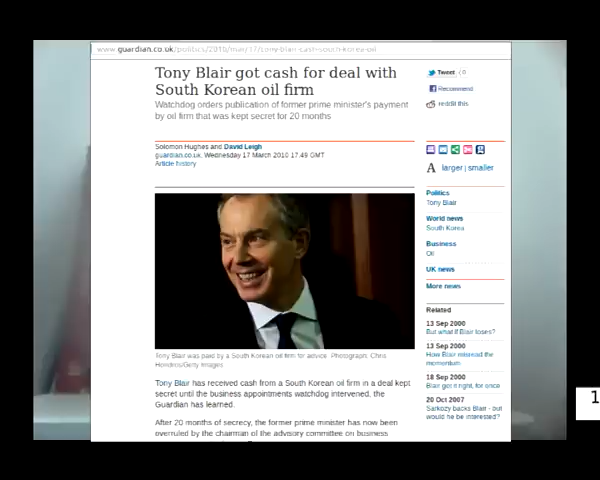 www.guardian.co.uk/politics/2010/mar/17/tony-blair-cash-south-korea-oil
Tony Blair got cash for deal with
South Korean oil firm
Watchdog orders publication of former prime minister's payment
by oil firm that was kept secret for 20 months
Solomon Hughes and David Leigh
guardian.co.uk, Wednesday 17 March 2010 17.49 GMT
Article history
Tweet
Recommend
reddit this
A larger | smaller
Politics
Tony Blair
World news
South Korea
Business
Oil
UK news
More news
Related
13 Sep 2000
But what if Blair loses?
13 Sep 2000
How Blair misread the
momentum
18 Sep 2000
Blair got it right, for once
20 Oct 2007
Sarkozy backs Blair - but
would he be interested?
Tony Blair was paid by a South Korean oil firm for advice. Photograph: Chris
Hondros/Getty Images
Tony Blair has received cash from a South Korean oil firm in a deal kept
secret until the business appointments watchdog intervened, the
Guardian has learned.
After 20 months of secrecy, the former prime minister has now been
overruled by the chairman of the advisory committee on business
1